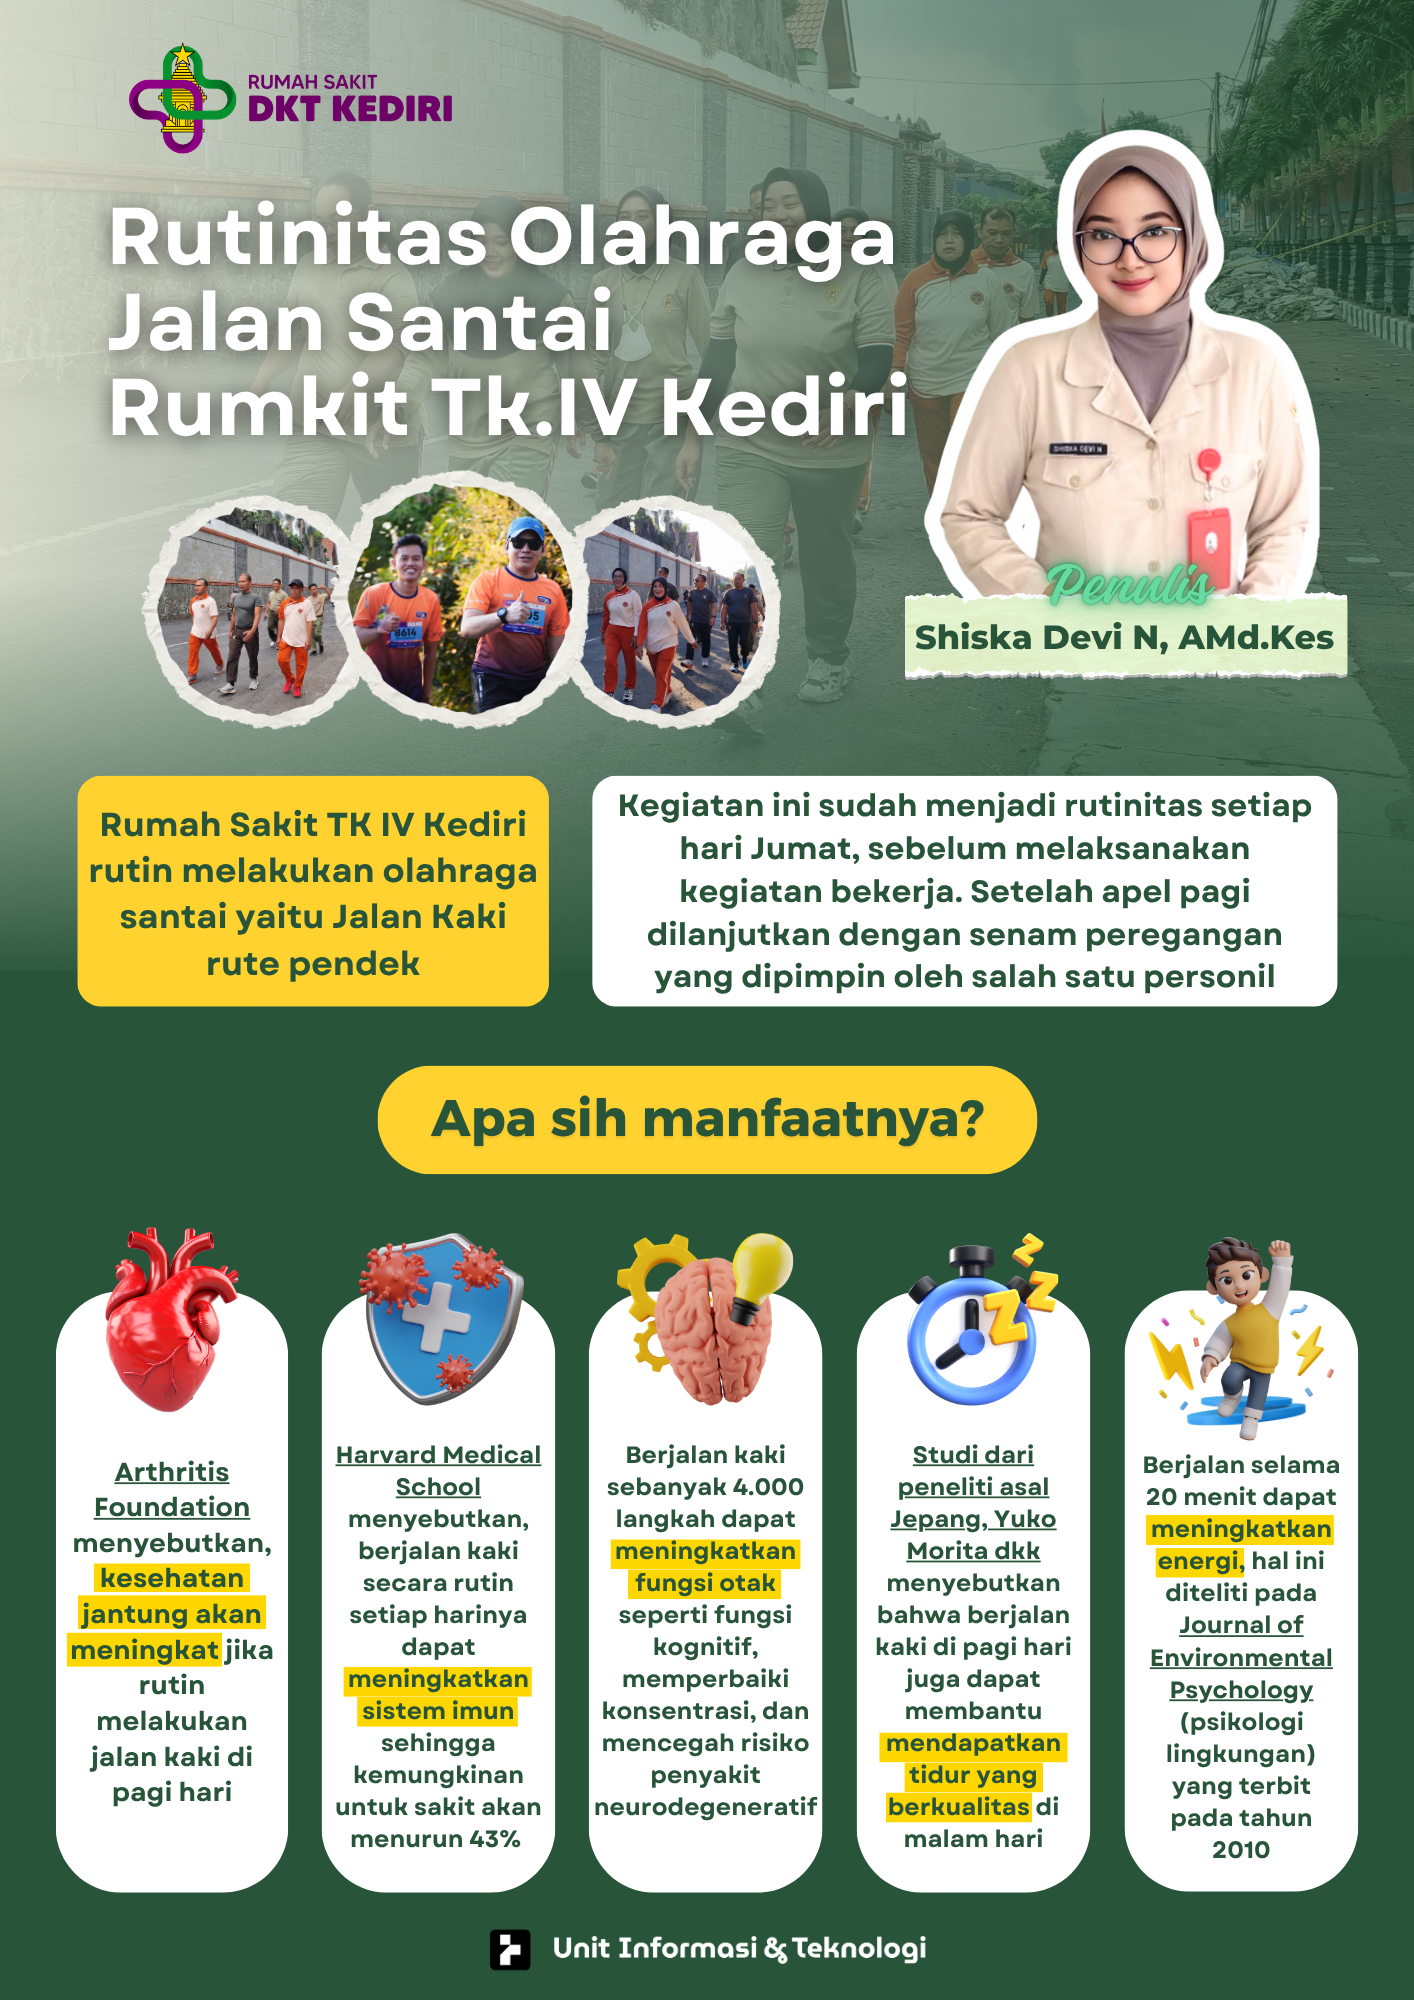 RUMAH SAKIT
DKT KEDIRI
Rutinitas Olahraga
Jalan Santai
Rumkit Tk.IV Kediri
SHISKA DEVI N
8614
Penulis
Shiska Devi N, AMd.Kes
Rumah Sakit TK IV Kediri
rutin melakukan olahraga
santai yaitu Jalan Kaki
rute pendek
Kegiatan ini sudah menjadi rutinitas setiap
hari Jumat, sebelum melaksanakan
kegiatan bekerja. Setelah apel pagi
dilanjutkan dengan senam peregangan
yang dipimpin oleh salah satu personil
Apa sih manfaatnya?
Arthritis
Foundation
menyebutkan,
kesehatan
jantung akan
meningkat jika
rutin
melakukan
jalan kaki di
pagi hari
Harvard Medical
School
menyebutkan,
berjalan kaki
secara rutin
setiap harinya
dapat
meningkatkan
sistem imun
sehingga
kemungkinan
untuk sakit akan
menurun 43%
Berjalan kaki
sebanyak 4.000
langkah dapat
meningkatkan
fungsi otak
seperti fungsi
kognitif,
memperbaiki
konsentrasi, dan
mencegah risiko
penyakit
neurodegeneratif
Z
Z
Z
Studi dari
peneliti asal
Jepang, Yuko
Morita dkk
menyebutkan
bahwa berjalan
kaki di pagi hari
juga dapat
membantu
mendapatkan
tidur yang
berkualitas di
malam hari
Berjalan selama
20 menit dapat
meningkatkan
energi, hal ini
diteliti pada
Journal of
Environmental
Psychology
(psikologi
lingkungan)
yang terbit
pada tahun
2010
Unit Informasi & Teknologi